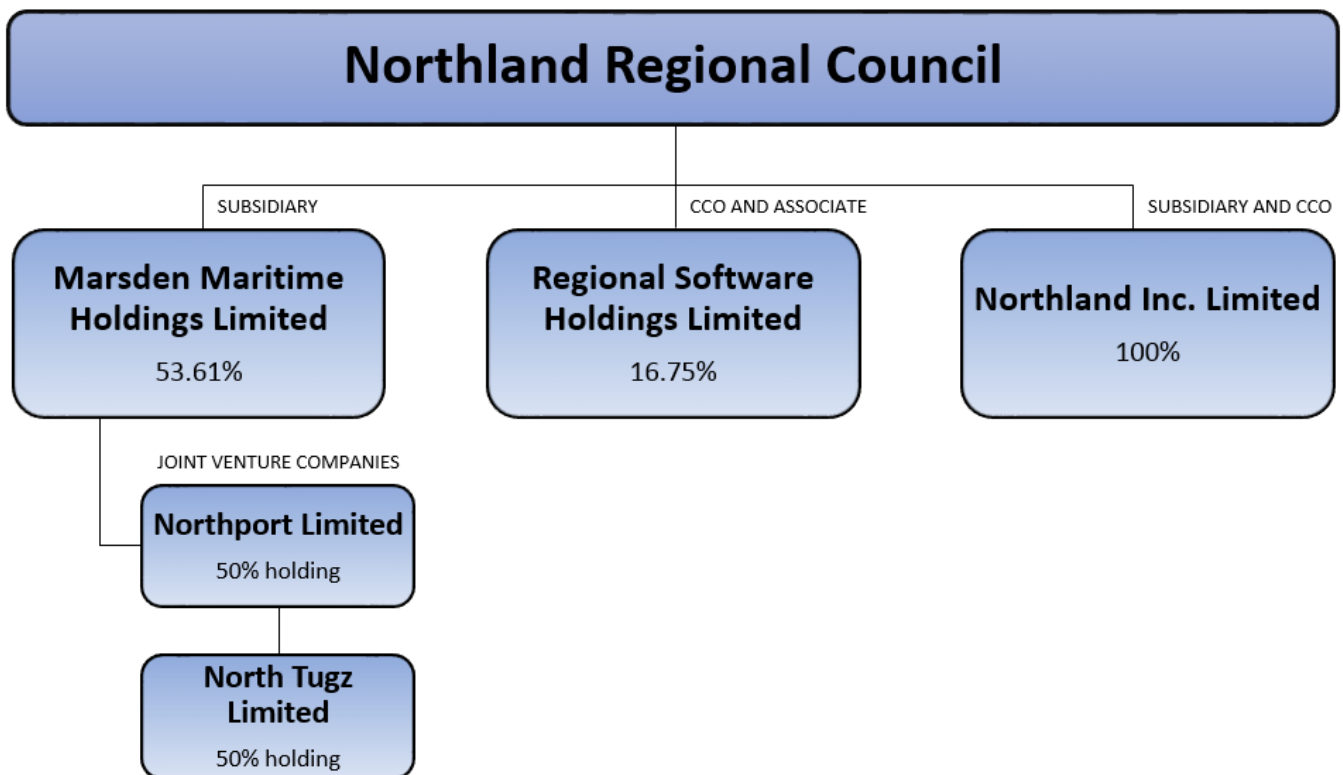 Northland Regional Council
SUBSIDIARY
CCO AND ASSOCIATE
SUBSIDIARY AND CCO
Marsden Maritime
Holdings Limited
53.61%
Regional Software
Holdings Limited
16.75%
Northland Inc. Limited
100%
JOINT VENTURE COMPANIES
Northport Limited
50% holding
North Tugz
Limited
50% holding